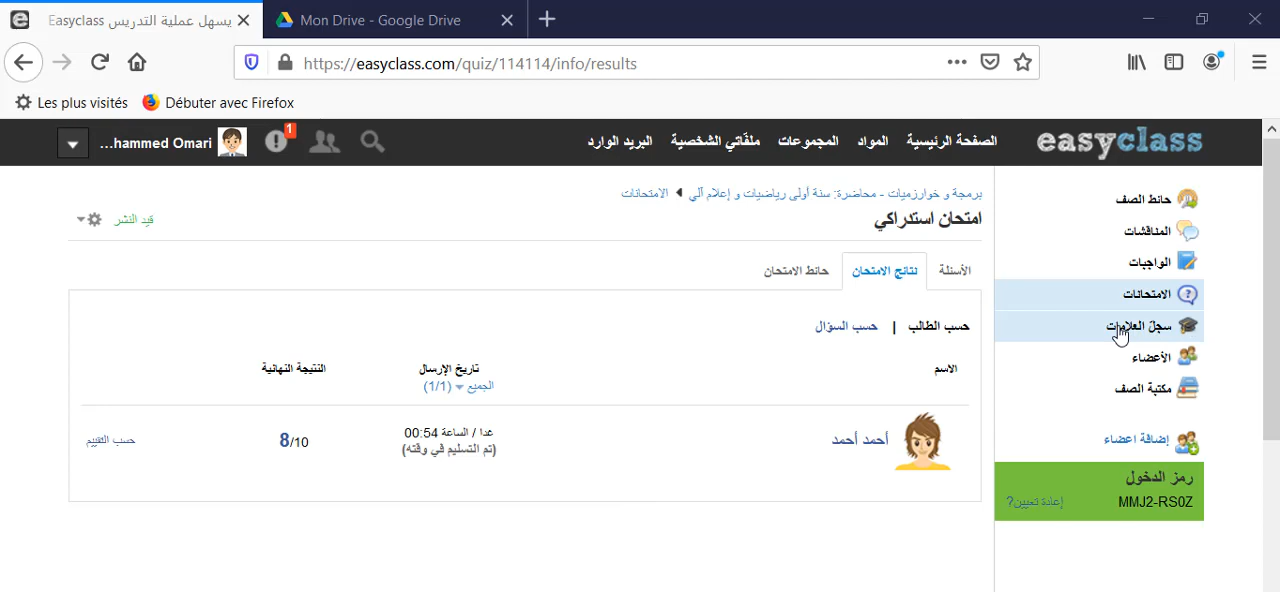 يسهل عملية التدريس Easyclass
Mon Drive - Google Drive
https://easyclass.com/quiz/114114/info/results
Les plus visités
Débuter avec Firefox
easyclass
الصفحة الرئيسية
المواد
المجموعات
ملفّاتي الشخصية
البريد الوارد
1
...hammed Omari
برمجة و خوارزميات - محاضرة: سنة أولى رياضيات و إعلام آلي
الامتحانات
امتحان استدراكي
قيد النشر
الأسئلة
نتائج الامتحان
حائط الامتحان
حسب الطالب | حسب السؤال
الاسم
تاريخ الإرسال
النتيجة النهائية
الجميع (1/1)
أحمد أحمد
غدا / الساعة 00:54
(تم التسليم في وقته)
8/10
حسب التقييم
حائط الصف
المناقشات
الواجبات
الامتحانات
سجلّ العلامات
الأعضاء
مكتبة الصف
إضافة اعضاء
رمز الدخول
MMJ2-RS0Z
إعادة تعيين؟